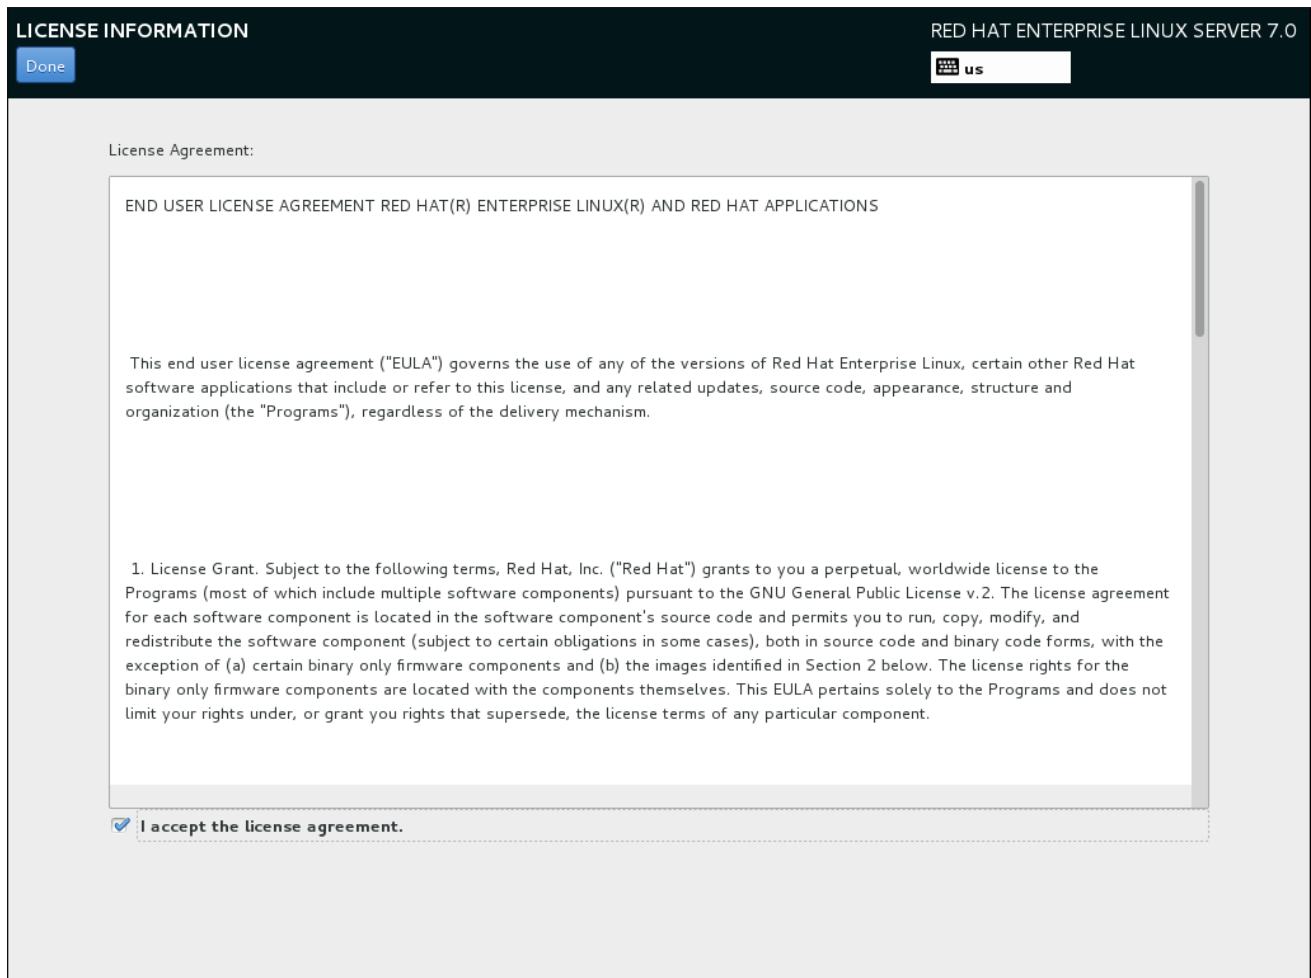 LICENSE INFORMATION
RED HAT ENTERPRISE LINUX SERVER 7.0
Done
us
License Agreement:
END USER LICENSE AGREEMENT RED HAT(R) ENTERPRISE LINUX(R) AND RED HAT APPLICATIONS
This end user license agreement ("EULA") governs the use of any of the versions of Red Hat Enterprise Linux, certain other Red Hat
software applications that include or refer to this license, and any related updates, source code, appearance, structure and
organization (the "Programs"), regardless of the delivery mechanism.
1. License Grant. Subject to the following terms, Red Hat, Inc. ("Red Hat") grants to you a perpetual, worldwide license to the
Programs (most of which include multiple software components) pursuant to the GNU General Public License v.2. The license agreement
for each software component is located in the software component's source code and permits you to run, copy, modify, and
redistribute the software component (subject to certain obligations in some cases), both in source code and binary code forms, with the
exception of (a) certain binary only firmware components and (b) the images identified in Section 2 below. The license rights for the
binary only firmware components are located with the components themselves. This EULA pertains solely to the Programs and does not
limit your rights under, or grant you rights that supersede, the license terms of any particular component.
I accept the license agreement.